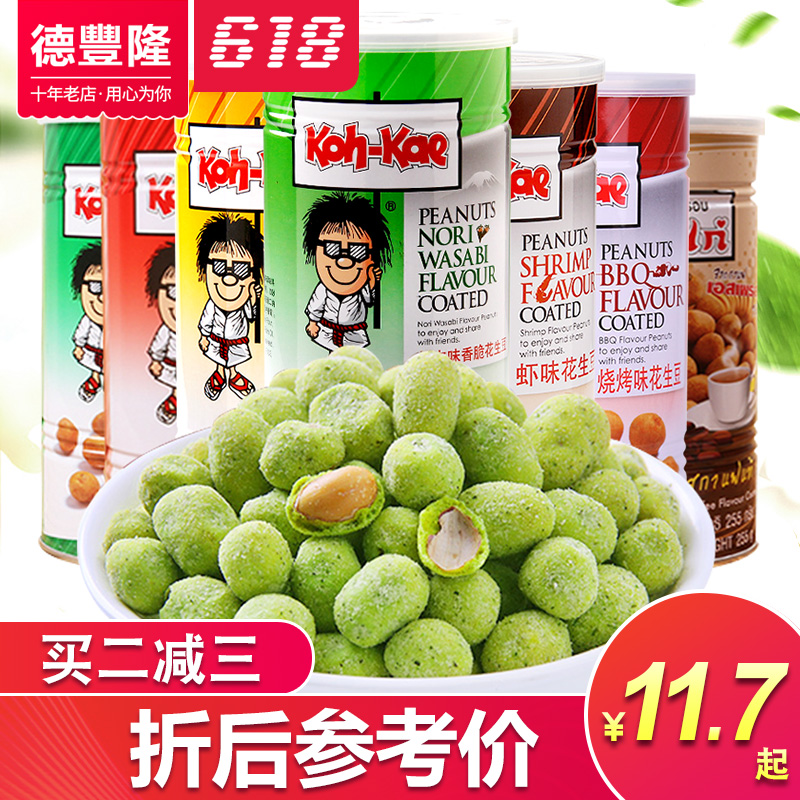 德豐隆
十年老店·用心为你
618
Koh-Kae
®
PEANUTS
NORI
WASABI
FLAVOUR
COATED
Nori Wasabi Flavour Peanuts
to enjoy and share
with friends.
味香脆花生豆
PEANUTS
SHRIMP
FLAVOUR
COATED
Shrimp Flavour Peanuts
to enjoy and share
with friends.
虾味花生豆
PEANUTS
BBQ
FLAVOUR
COATED
BBQ Flavour Peanuts
to enjoy and share
with friends.
烧烤味花生豆
买二减三
折后参考价
¥11.7起